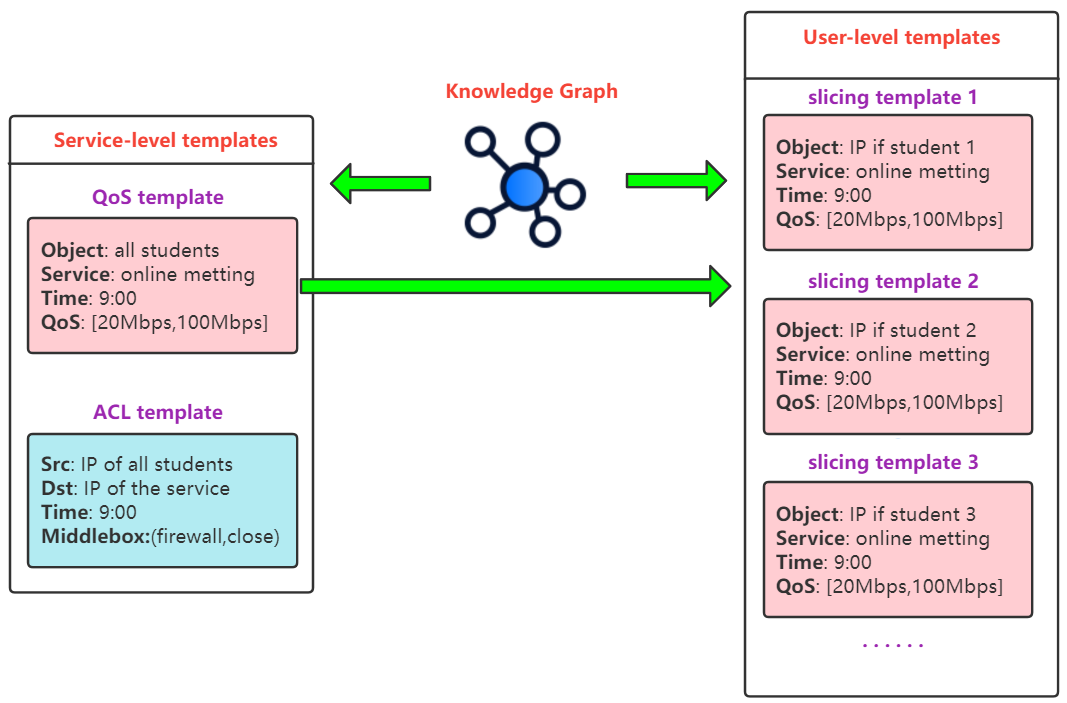 Service-level templates
QoS template
Object: all students
Service: online metting
Time: 9:00
QoS: [20Mbps,100Mbps]
ACL template
Src: IP of all students
Dst: IP of the service
Time: 9:00
Middlebox:(firewall,close)
Knowledge Graph
User-level templates
slicing template 1
Object: IP if student 1
Service: online metting
Time: 9:00
QoS: [20Mbps,100Mbps]
slicing template 2
Object: IP if student 2
Service: online metting
Time: 9:00
QoS: [20Mbps,100Mbps]
slicing template 3
Object: IP if student 3
Service: online metting
Time: 9:00
QoS: [20Mbps,100Mbps]
......